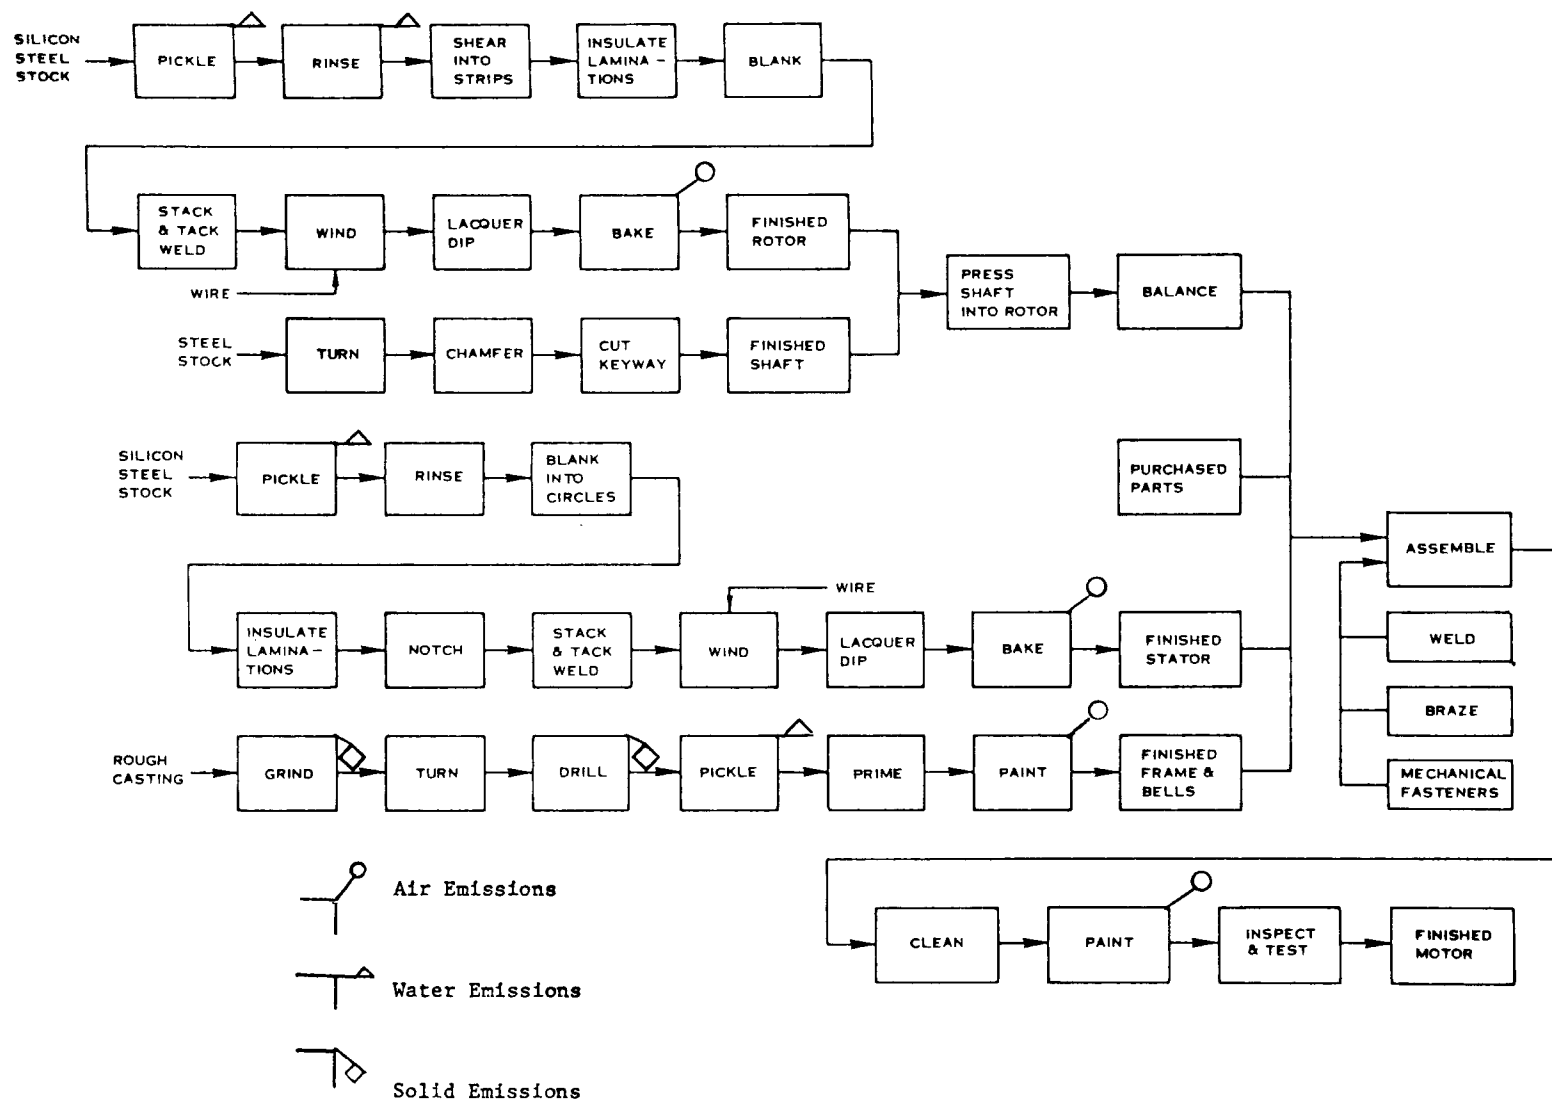 SILICON
STEEL
STOCK
PICKLE
RINSE
SHEAR
INTO
STRIPS
INSULATE
LAMINA-
TIONS
BLANK
STACK
& TACK
WELD
WIND
LACQUER
DIP
BAKE
FINISHED
ROTOR
WIRE
STEEL
STOCK
TURN
CHAMFER
CUT
KEYWAY
FINISHED
SHAFT
PRESS
SHAFT
INTO ROTOR
BALANCE
SILICON
STEEL
STOCK
PICKLE
RINSE
BLANK
INTO
CIRCLES
PURCHASED
PARTS
ASSEMBLE
WIRE
INSULATE
LAMINA-
TIONS
NOTCH
STACK
& TACK
WELD
WIND
LACQUER
DIP
BAKE
FINISHED
STATOR
WELD
BRAZE
MECHANICAL
FASTENERS
ROUGH
CASTING
GRIND
TURN
DRILL
PICKLE
PRIME
PAINT
FINISHED
FRAME &
BELLS
CLEAN
PAINT
INSPECT
& TEST
FINISHED
MOTOR
Air Emissions
Water Emissions
Solid Emissions